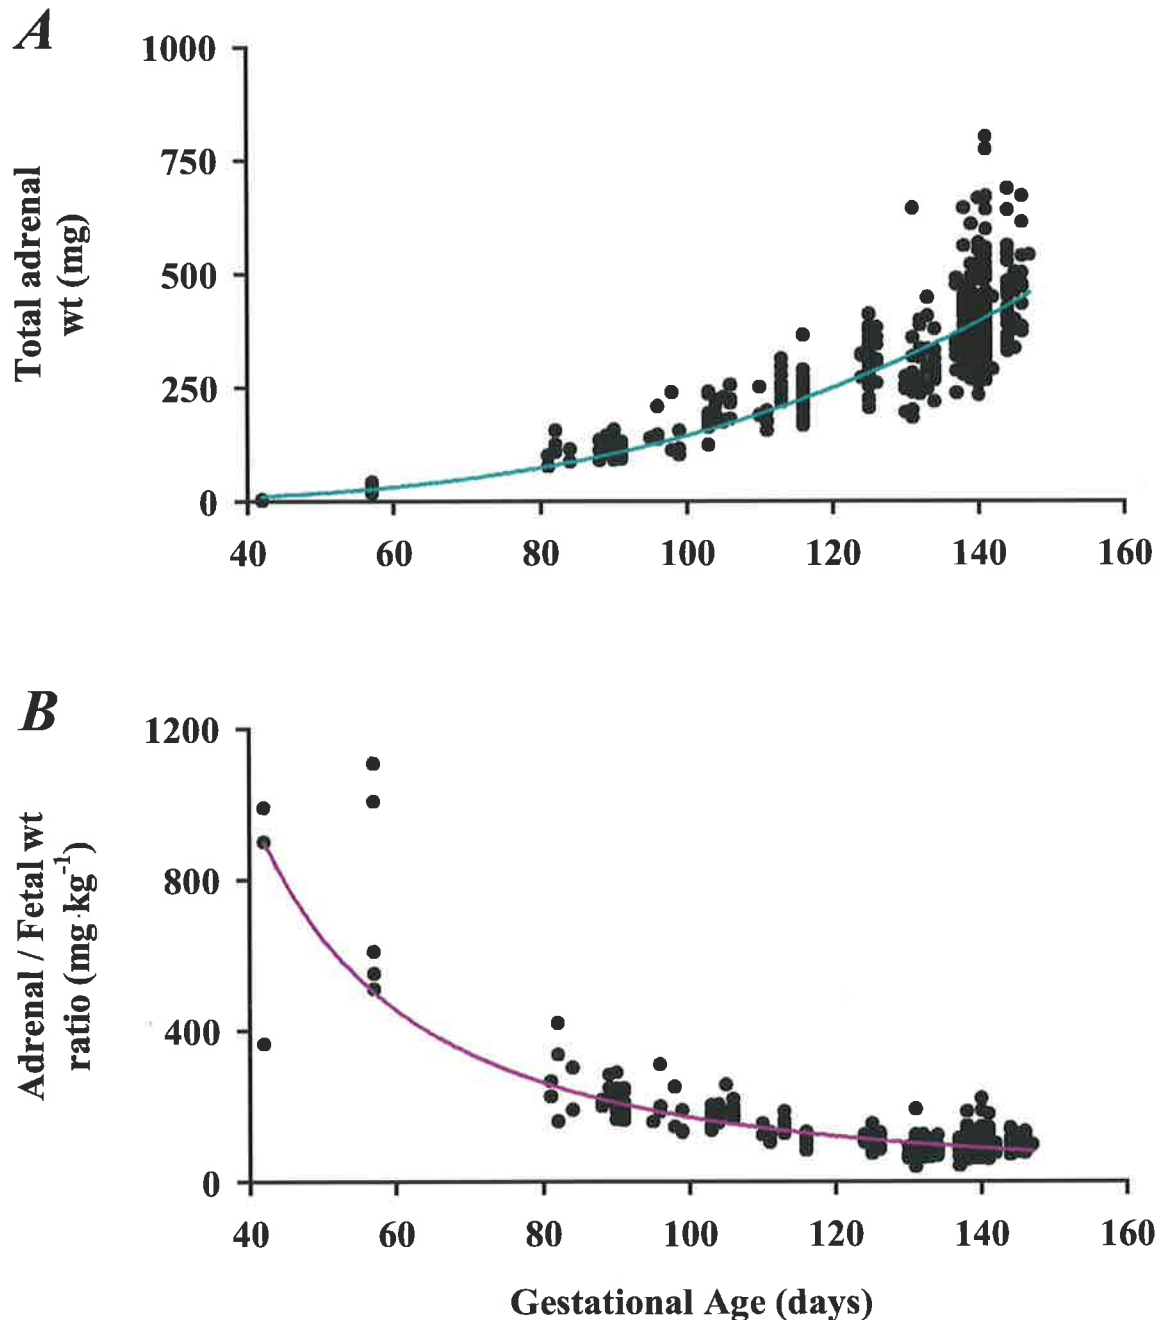 A
1000
750
500
250
0
Total adrenal
wt (mg)
40 60 80 100 120 140 160
B
1200
800
400
0
Adrenal / Fetal wt
ratio (mg·kg⁻¹)
40 60 80 100 120 140 160
Gestational Age (days)